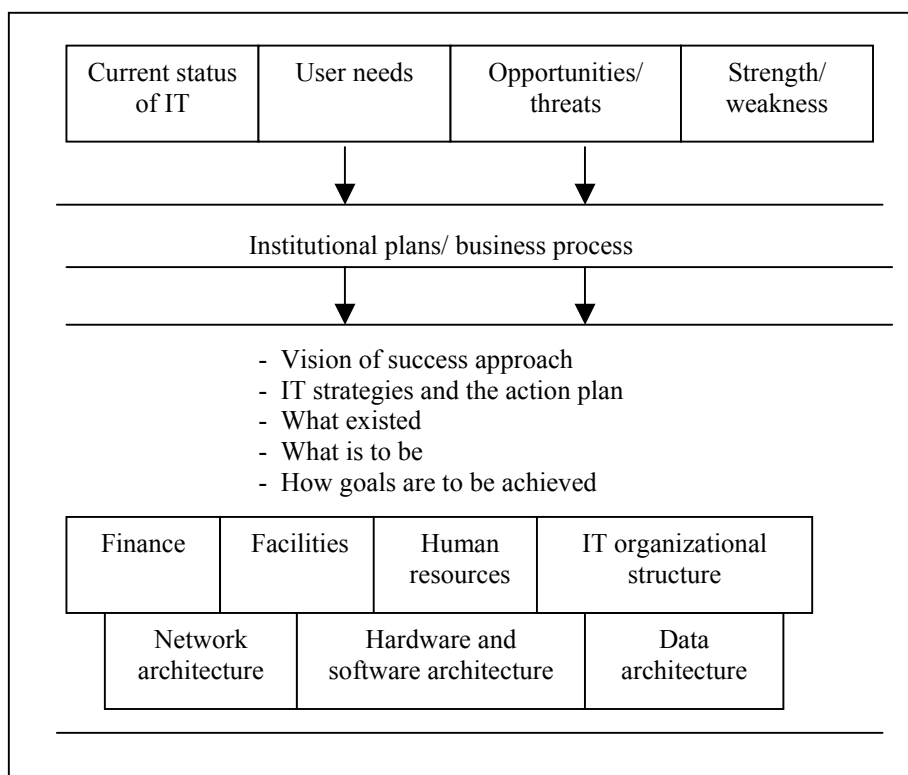 Current status
of IT
User needs
Opportunities/
threats
Strength/
weakness
Institutional plans/ business process
- Vision of success approach
- IT strategies and the action plan
- What existed
- What is to be
- How goals are to be achieved
Finance
Facilities
Human
resources
IT organizational
structure
Network
architecture
Hardware and
software architecture
Data
architecture